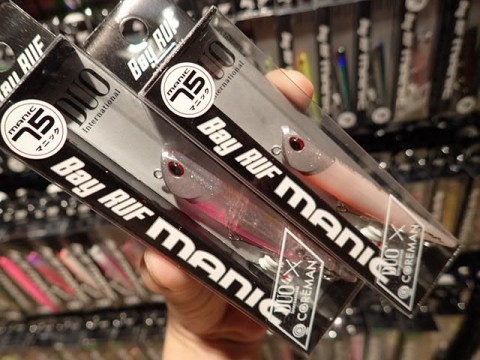 Bay RUF
MANIC
75
マニック
DUO
International
Bay RUF MANIC
DUO X
COREMAN
Bay RUF
MANIC
75
マニック
DUO
Bay RUF MANIC
DUO X
COREMAN